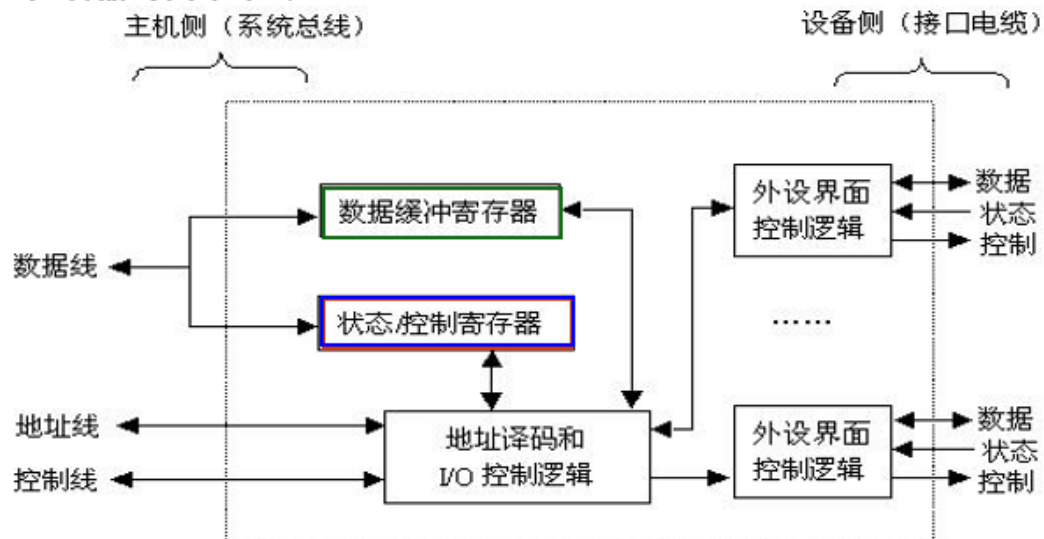 主机侧（系统总线）
设备侧（接口电缆）
数据缓冲寄存器
外设界面
控制逻辑
数据
状态
控制
数据线
状态/控制寄存器
……
地址线
控制线
地址译码和
I/O 控制逻辑
外设界面
控制逻辑
数据
状态
控制